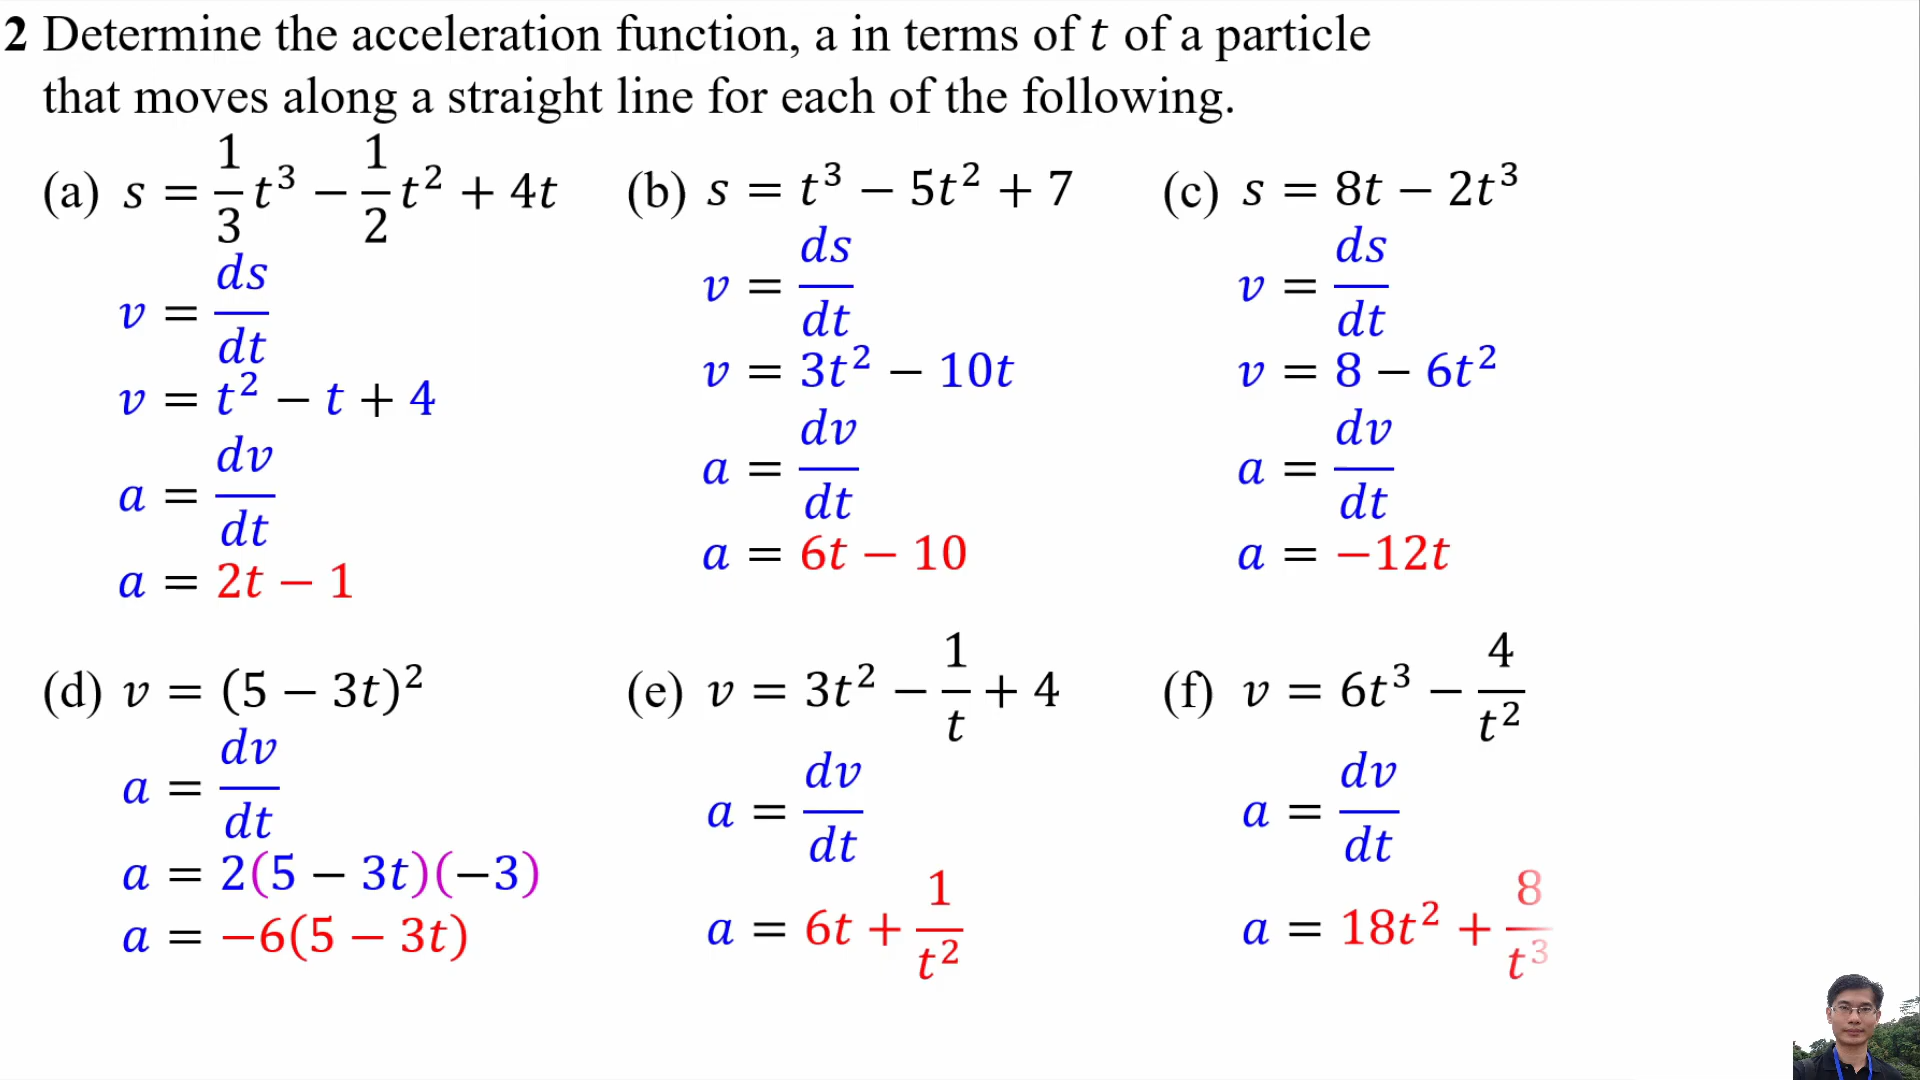 2 Determine the acceleration function, a in terms of t of a particle
that moves along a straight line for each of the following.
(a) s = 1/3 t³ − 1/2 t² + 4t
v = ds/dt
v = t² − t + 4
a = dv/dt
a = 2t − 1
(b) s = t³ − 5t² + 7
v = ds/dt
v = 3t² − 10t
a = dv/dt
a = 6t − 10
(c) s = 8t − 2t³
v = ds/dt
v = 8 − 6t²
a = dv/dt
a = −12t
(d) v = (5 − 3t)²
a = dv/dt
a = 2(5 − 3t)(−3)
a = −6(5 − 3t)
(e) v = 3t² − 1/t + 4
a = dv/dt
a = 6t + 1/t²
(f) v = 6t³ − 4/t²
a = dv/dt
a = 18t² + 8/t³